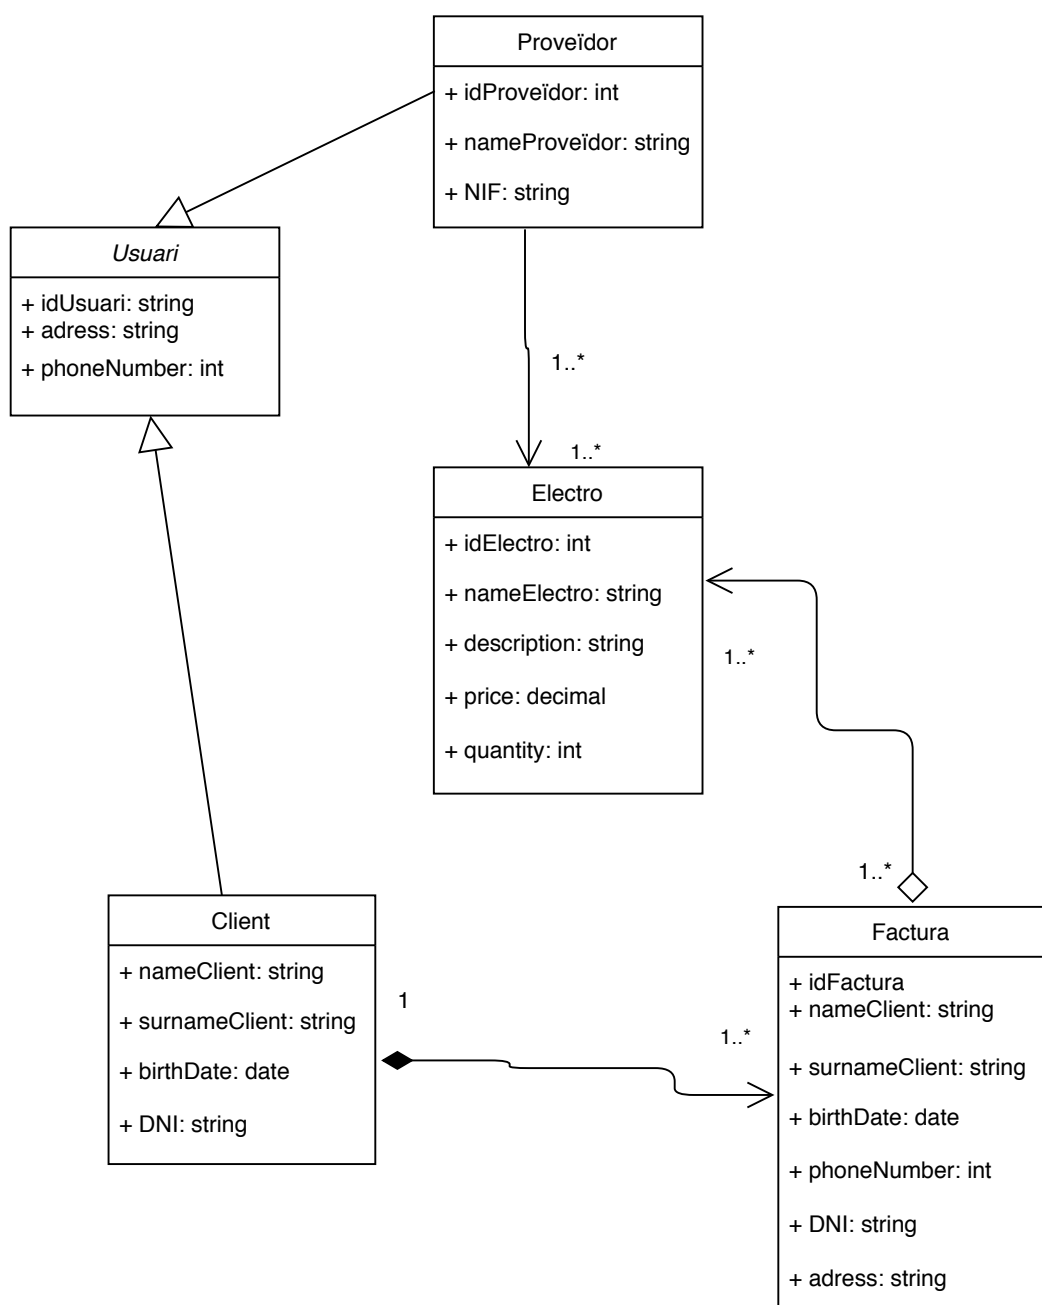 Proveïdor
+ idProveïdor: int
+ nameProveïdor: string
+ NIF: string
Usuari
+ idUsuari: string
+ adress: string
+ phoneNumber: int
1..*
1..*
Electro
+ idElectro: int
+ nameElectro: string
+ description: string
+ price: decimal
+ quantity: int
1..*
1..*
Client
+ nameClient: string
+ surnameClient: string
+ birthDate: date
+ DNI: string
1
1..*
Factura
+ idFactura
+ nameClient: string
+ surnameClient: string
+ birthDate: date
+ phoneNumber: int
+ DNI: string
+ adress: string